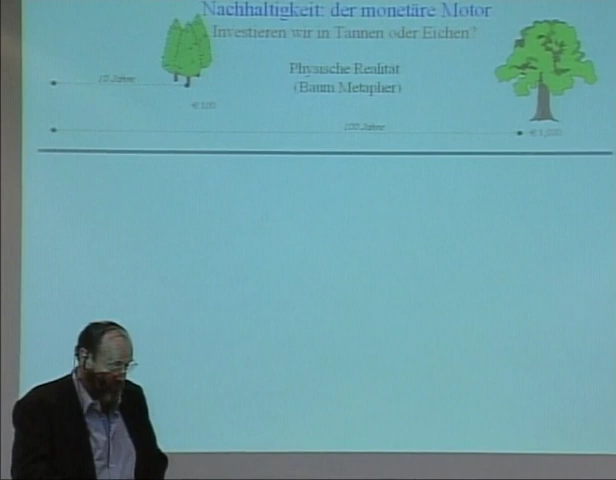 Nachhaltigkeit: der monetäre Motor
Investieren wir in Tannen oder Eichen?
Physische Realität
(Baum Metapher)
10 Jahre
€ 100
100 Jahre
€ 1,000